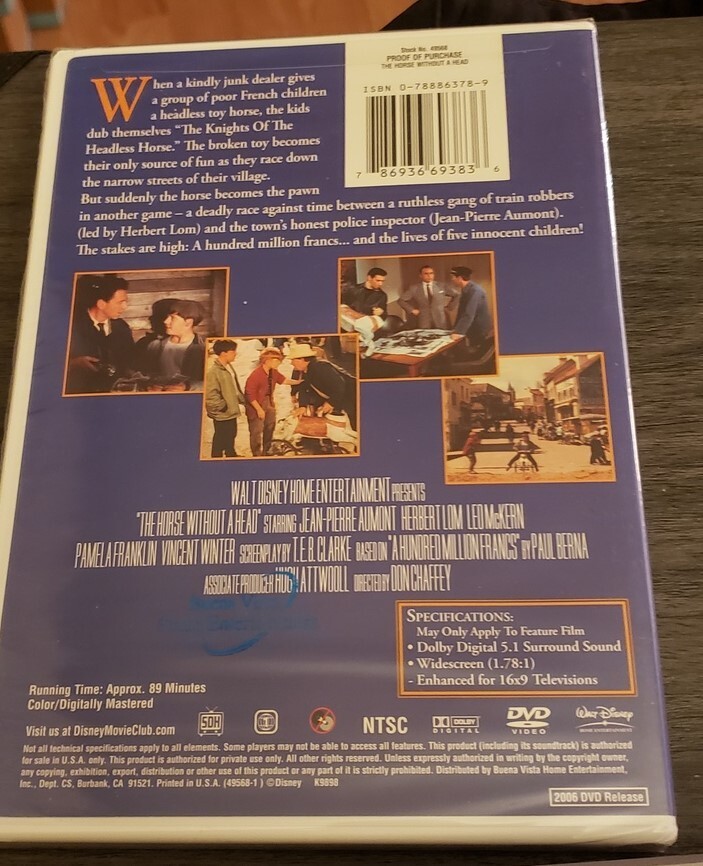 Stock No. 49568
PROOF OF PURCHASE
THE HORSE WITHOUT A HEAD
ISBN 0-78886378-9
7 86936 69383 6
When a kindly junk dealer gives
a group of poor French children
a headless toy horse, the kids
dub themselves "The Knights Of The
Headless Horse." The broken toy becomes
their only source of fun as they race down
the narrow streets of their village.
But suddenly the horse becomes the pawn
in another game – a deadly race against time between a ruthless gang of train robbers
(led by Herbert Lom) and the town's honest police inspector (Jean-Pierre Aumont).
The stakes are high: A hundred million francs... and the lives of five innocent children!
WALT DISNEY HOME ENTERTAINMENT PRESENTS
"THE HORSE WITHOUT A HEAD" STARRING JEAN-PIERRE AUMONT HERBERT LOM LEO McKERN
PAMELA FRANKLIN VINCENT WINTER SCREENPLAY BY T.E.B. CLARKE BASED ON "A HUNDRED MILLION FRANCS" BY PAUL BERNA
ASSOCIATE PRODUCER HUGH ATTWOOLL DIRECTED BY DON CHAFFEY
SPECIFICATIONS:
May Only Apply To Feature Film
• Dolby Digital 5.1 Surround Sound
• Widescreen (1.78:1)
- Enhanced for 16x9 Televisions
Running Time: Approx. 89 Minutes
Color/Digitally Mastered
Visit us at DisneyMovieClub.com
SDH
NTSC
DOLBY
DIGITAL
DVD
VIDEO
Walt Disney
HOME ENTERTAINMENT
Not all technical specifications apply to all elements. Some players may not be able to access all features. This product (including its soundtrack) is authorized
for sale in U.S.A. only. This product is authorized for private use only. All other rights reserved. Unless expressly authorized in writing by the copyright owner,
any copying, exhibition, export, distribution or other use of this product or any part of it is strictly prohibited. Distributed by Buena Vista Home Entertainment,
Inc., Dept. CS, Burbank, CA 91521. Printed in U.S.A. (49568-1) ©Disney K9898
2006 DVD Release